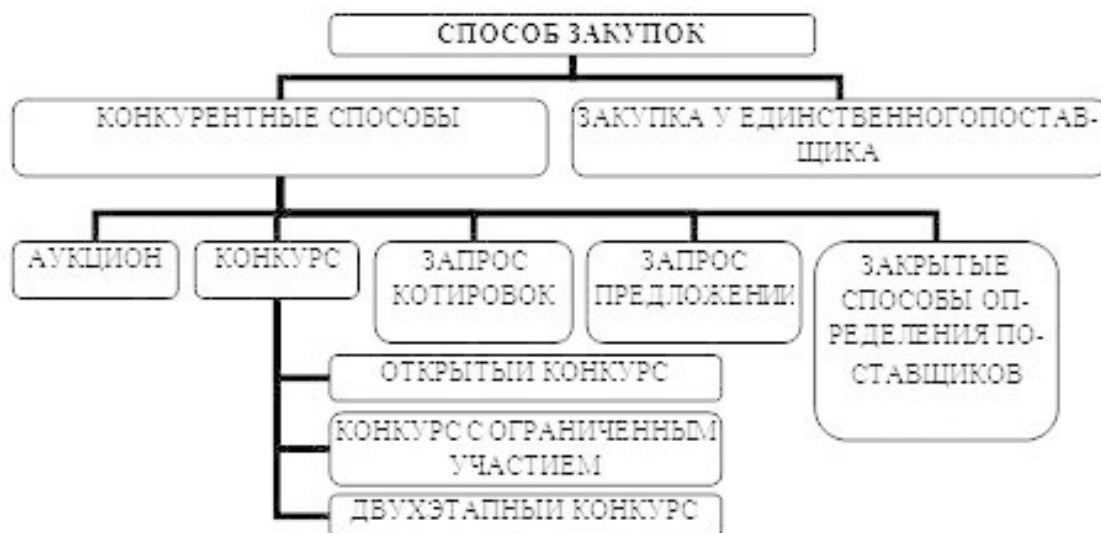 СПОСОБ ЗАКУПОК
КОНКУРЕНТНЫЕ СПОСОБЫ
ЗАКУПКА У ЕДИНСТВЕННОГОПОСТАВ-
ЩИКА
АУКЦИОН
КОНКУРС
ЗАПРОС
КОТИРОВОК
ЗАПРОС
ПРЕДЛОЖЕНИЙ
ЗАКРЫТЫЕ
СПОСОБЫ ОП-
РЕДЕЛЕНИЯ ПО-
СТАВЩИКОВ
ОТКРЫТЫЙ КОНКУРС
КОНКУРС С ОГРАНИЧЕННЫМ
УЧАСТИЕМ
ДВУХЭТАПНЫЙ КОНКУРС